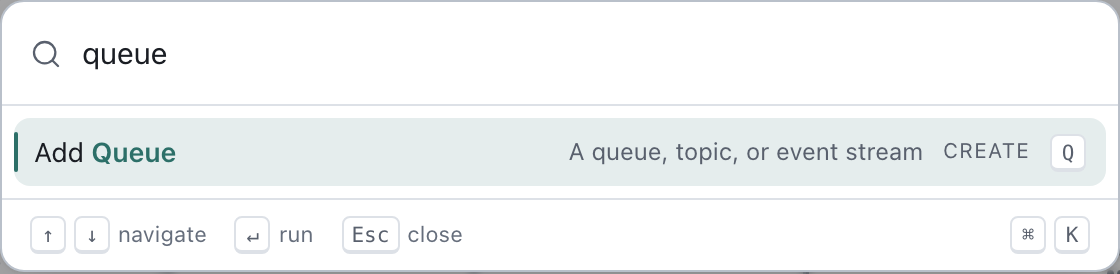 queue
Add Queue A queue, topic, or event stream CREATE Q
↑ ↓ navigate ↵ run Esc close ⌘ K